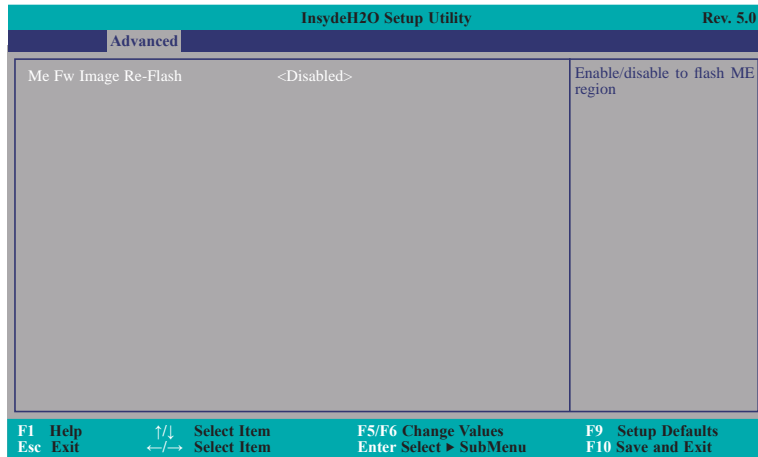 InsydeH2O Setup Utility Rev. 5.0
Advanced
Me Fw Image Re-Flash <Disabled>
Enable/disable to flash ME
region
F1 Help ↑/↓ Select Item F5/F6 Change Values F9 Setup Defaults
Esc Exit ←/→ Select Item Enter Select ▶ SubMenu F10 Save and Exit